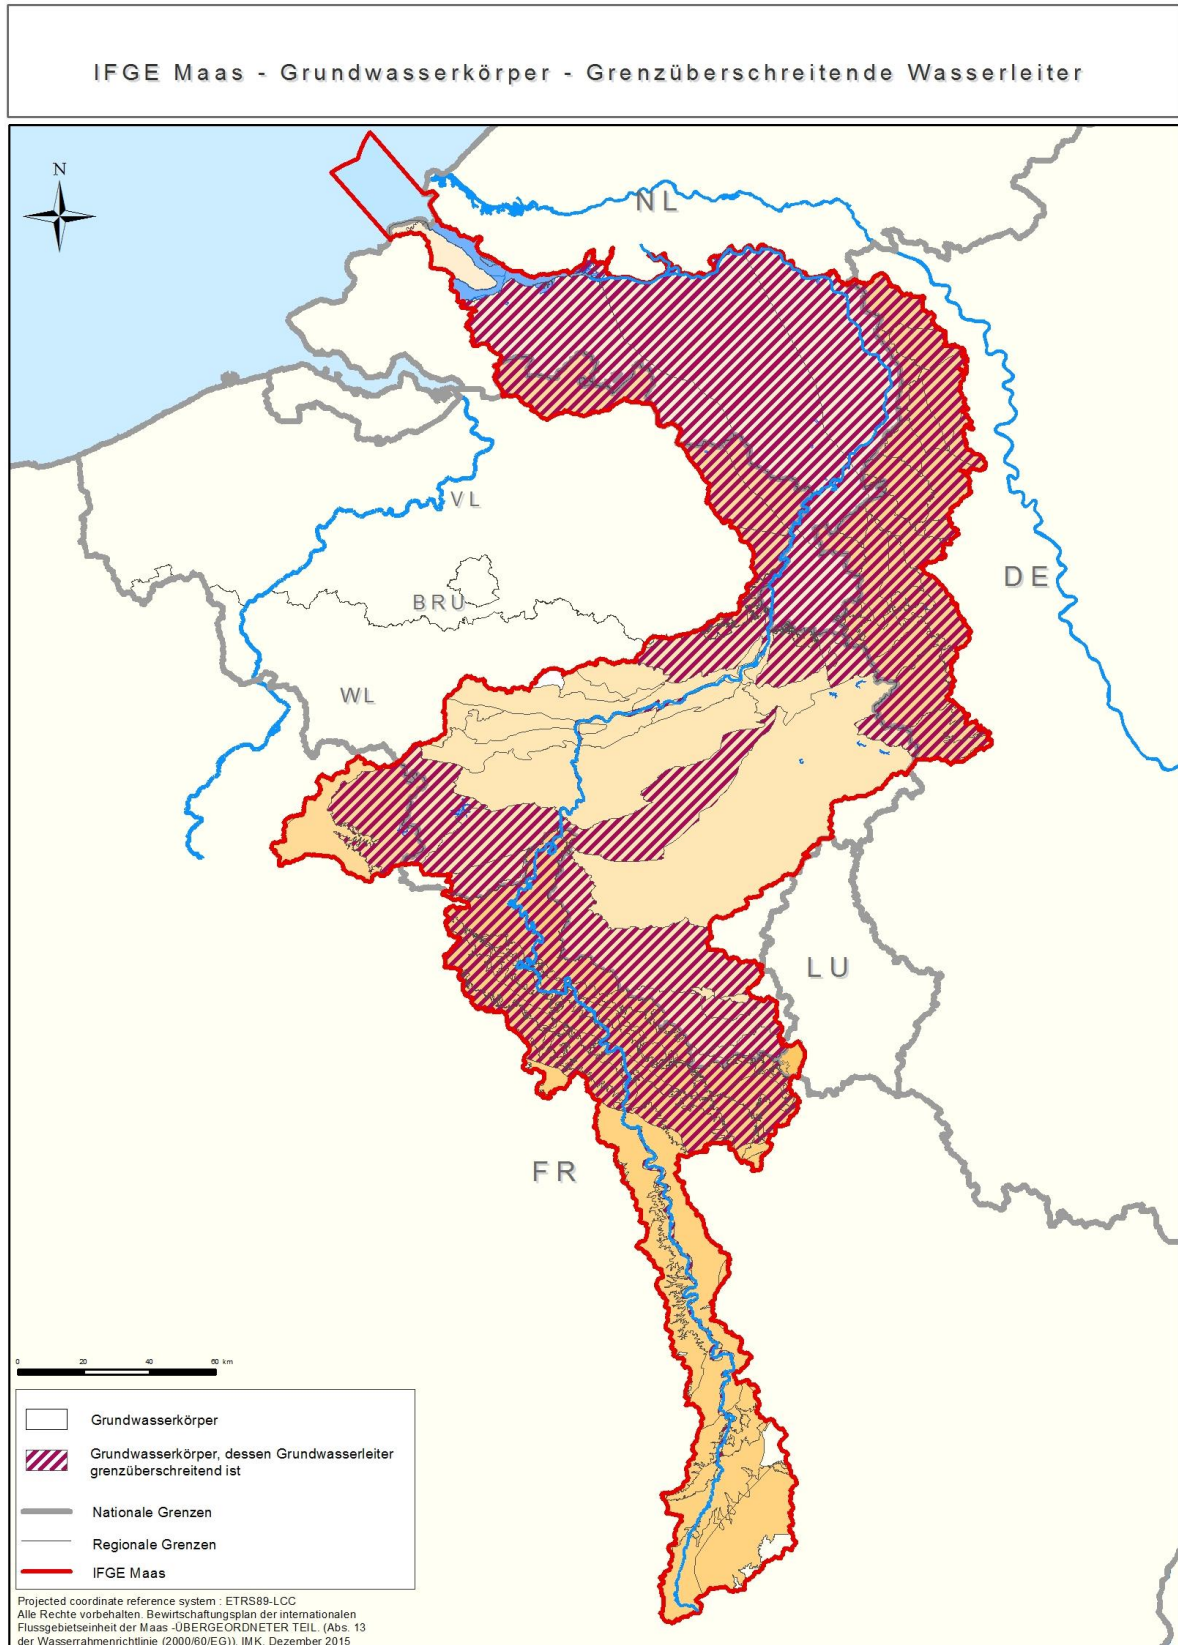 IFGE Maas - Grundwasserkörper - Grenzüberschreitende Wasserleiter
N
NL
VL
DE
BRU
WL
LU
FR
0 20 40 60 km
Grundwasserkörper
Grundwasserkörper, dessen Grundwasserleiter
grenzüberschreitend ist
Nationale Grenzen
Regionale Grenzen
IFGE Maas
Projected coordinate reference system : ETRS89-LCC
Alle Rechte vorbehalten. Bewirtschaftungsplan der internationalen
Flussgebietseinheit der Maas -ÜBERGEORDNETER TEIL. (Abs. 13
der Wasserrahmenrichtlinie (2000/60/EG)). IMK, Dezember 2015